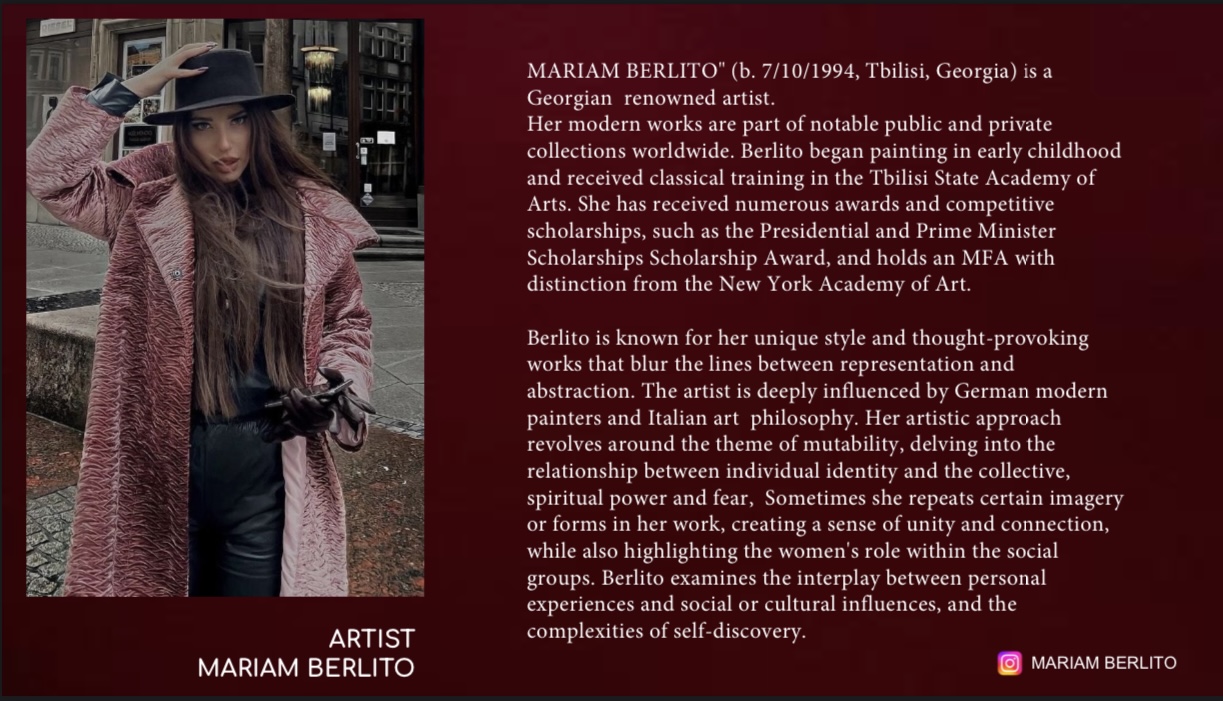 MARIAM BERLITO" (b. 7/10/1994, Tbilisi, Georgia) is a
Georgian  renowned artist.
Her modern works are part of notable public and private
collections worldwide. Berlito began painting in early childhood
and received classical training in the Tbilisi State Academy of
Arts. She has received numerous awards and competitive
scholarships, such as the Presidential and Prime Minister
Scholarships Scholarship Award, and holds an MFA with
distinction from the New York Academy of Art.

Berlito is known for her unique style and thought-provoking
works that blur the lines between representation and
abstraction. The artist is deeply influenced by German modern
painters and Italian art  philosophy. Her artistic approach
revolves around the theme of mutability, delving into the
relationship between individual identity and the collective,
spiritual power and fear,  Sometimes she repeats certain imagery
or forms in her work, creating a sense of unity and connection,
while also highlighting the women's role within the social
groups. Berlito examines the interplay between personal
experiences and social or cultural influences, and the
complexities of self-discovery.
ARTIST
MARIAM BERLITO
MARIAM BERLITO